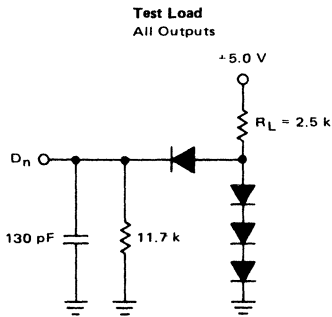 Test Load
All Outputs
+5.0 V
R_L = 2.5 k
D_n
130 pF
11.7 k